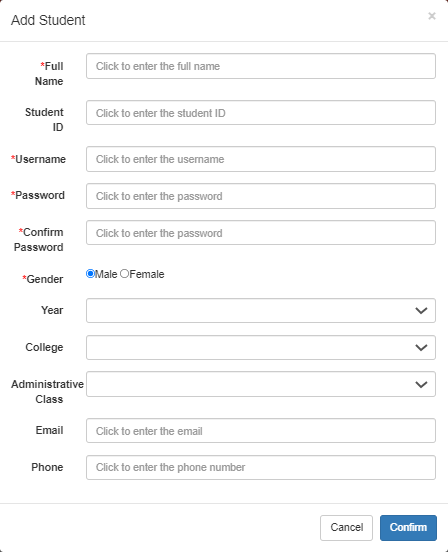 Add Student
×
*Full
Name
Click to enter the full name
Student
ID
Click to enter the student ID
*Username
Click to enter the username
*Password
Click to enter the password
*Confirm
Password
Click to enter the password
*Gender
Male Female
Year
College
Administrative
Class
Email
Click to enter the email
Phone
Click to enter the phone number
Cancel
Confirm